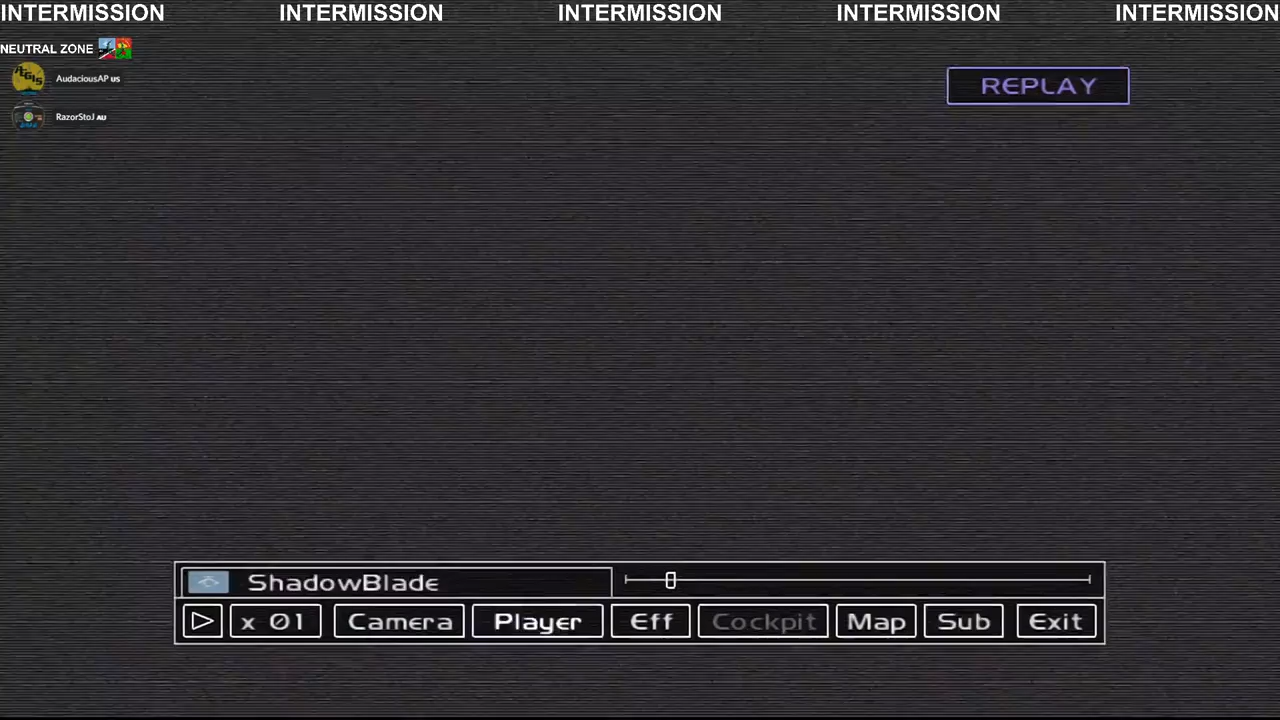 INTERMISSION INTERMISSION INTERMISSION INTERMISSION INTERMISSION
NEUTRAL ZONE
AEGIS
AudaciousAP US
REPLAY
RazorStoJ AU
ShadowBlade
x 01 Camera Player Eff Cockpit Map Sub Exit